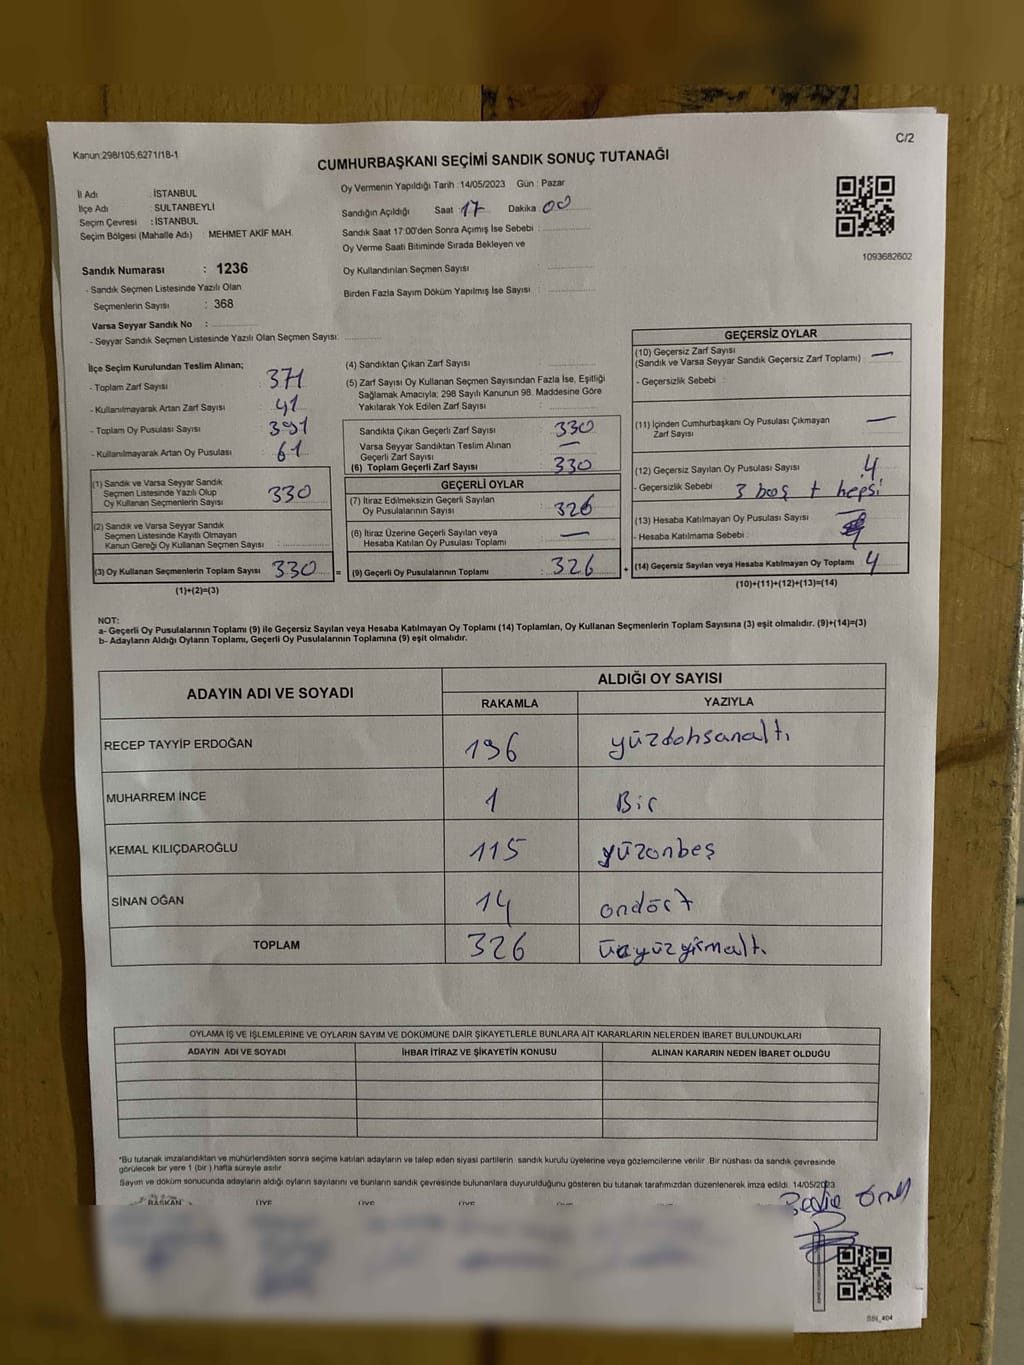 C/2
Kanun:298/105;6271/18-1
CUMHURBAŞKANI SEÇİMİ SANDIK SONUÇ TUTANAĞI
İl Adı : İSTANBUL
İlçe Adı : SULTANBEYLİ
Seçim Çevresi : İSTANBUL
Seçim Bölgesi (Mahalle Adı) : MEHMET AKİF MAH.
Sandık Numarası : 1236
- Sandık Seçmen Listesinde Yazılı Olan
Seçmenlerin Sayısı : 368
Varsa Seyyar Sandık No :
- Seyyar Sandık Seçmen Listesinde Yazılı Olan Seçmen Sayısı:
Oy Vermenin Yapıldığı Tarih : 14/05/2023 Gün : Pazar
Sandığın Açıldığı Saat 17 Dakika 00
Sandık Saat 17:00'den Sonra Açımış İse Sebebi :
Oy Verme Saati Bitiminde Sırada Bekleyen ve
Oy Kullandırılan Seçmen Sayısı :
Birden Fazla Sayım Döküm Yapılmış İse Sayısı :
1093682602
İlçe Seçim Kurulundan Teslim Alınan;
- Toplam Zarf Sayısı : 371
- Kullanılmayarak Artan Zarf Sayısı : 41
- Toplam Oy Pusulası Sayısı : 391
- Kullanılmayarak Artan Oy Pusulası : 61
(1) Sandık ve Varsa Seyyar Sandık
Seçmen Listesinde Yazılı Olup
Oy Kullanan Seçmenlerin Sayısı : 330
(2) Sandık ve Varsa Seyyar Sandık
Seçmen Listesinde Kayıtlı Olmayan
Kanun Gereği Oy Kullanan Seçmen Sayısı :
(3) Oy Kullanan Seçmenlerin Toplam Sayısı : 330
(1)+(2)=(3)
(4) Sandıktan Çıkan Zarf Sayısı :
(5) Zarf Sayısı Oy Kullanan Seçmen Sayısından Fazla İse, Eşitliği
Sağlamak Amacıyla; 298 Sayılı Kanunun 98. Maddesine Göre
Yakılarak Yok Edilen Zarf Sayısı :
Sandıkta Çıkan Geçerli Zarf Sayısı : 330
Varsa Seyyar Sandıktan Teslim Alınan
Geçerli Zarf Sayısı : —
(6) Toplam Geçerli Zarf Sayısı : 330
GEÇERLİ OYLAR
(7) İtiraz Edilmeksizin Geçerli Sayılan
Oy Pusulalarının Sayısı : 326
(8) İtiraz Üzerine Geçerli Sayılan veya
Hesaba Katılan Oy Pusulası Toplamı : —
= (9) Geçerli Oy Pusulalarının Toplamı : 326 +
GEÇERSİZ OYLAR
(10) Geçersiz Zarf Sayısı
(Sandık ve Varsa Seyyar Sandık Geçersiz Zarf Toplamı) : —
- Geçersizlik Sebebi :
(11) İçinden Cumhurbaşkanı Oy Pusulası Çıkmayan
Zarf Sayısı : —
(12) Geçersiz Sayılan Oy Pusulası Sayısı : 4
- Geçersizlik Sebebi : 3 boş + hepsi
(13) Hesaba Katılmayan Oy Pusulası Sayısı :
- Hesaba Katılmama Sebebi :
(14) Geçersiz Sayılan veya Hesaba Katılmayan Oy Toplamı : 4
(10)+(11)+(12)+(13)=(14)
NOT:
a- Geçerli Oy Pusulalarının Toplamı (9) ile Geçersiz Sayılan veya Hesaba Katılmayan Oy Toplamı (14) Toplamları, Oy Kullanan Seçmenlerin Toplam Sayısına (3) eşit olmalıdır. (9)+(14)=(3)
b- Adayların Aldığı Oyların Toplamı, Geçerli Oy Pusulalarının Toplamına (9) eşit olmalıdır.
ADAYIN ADI VE SOYADI ALDIĞI OY SAYISI
RAKAMLA YAZIYLA
RECEP TAYYİP ERDOĞAN 196 yüzdohsanaltı
MUHARREM İNCE 1 Bir
KEMAL KILIÇDAROĞLU 115 yüzonbeş
SİNAN OĞAN 14 ondört
TOPLAM 326
OYLAMA İŞ VE İŞLEMLERİNE VE OYLARIN SAYIM VE DÖKÜMÜNE DAİR ŞİKAYETLERLE BUNLARA AİT KARARLARIN NELERDEN İBARET BULUNDUKLARI
ADAYIN ADI VE SOYADI İHBAR İTİRAZ VE ŞİKAYETİN KONUSU ALINAN KARARIN NEDEN İBARET OLDUĞU
*Bu tutanak imzalandıktan ve mühürlendikten sonra seçime katılan adayların ve talep eden siyasi partilerin sandık kurulu üyelerine veya gözlemcilerine verilir .Bir nüshası da sandık çevresinde
görülecek bir yere 1 (bir ) hafta süreyle asılır
Sayım ve döküm sonucunda adayların aldığı oyların sayılarını ve bunların sandık çevresinde bulunanlara duyurulduğunu gösteren bu tutanak tarafımızdan düzenlenerek imza edildi. 14/05/2023
BAŞKAN ÜYE ÜYE ÜYE